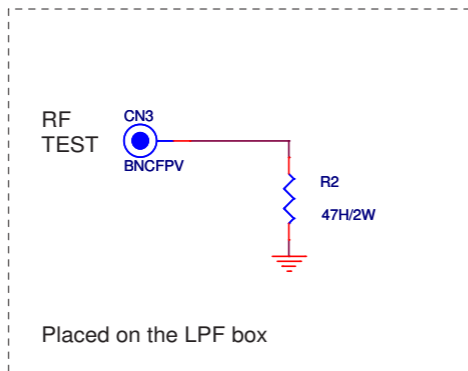 RF
TEST
CN3
BNCFPV
R2
47H/2W
Placed on the LPF box